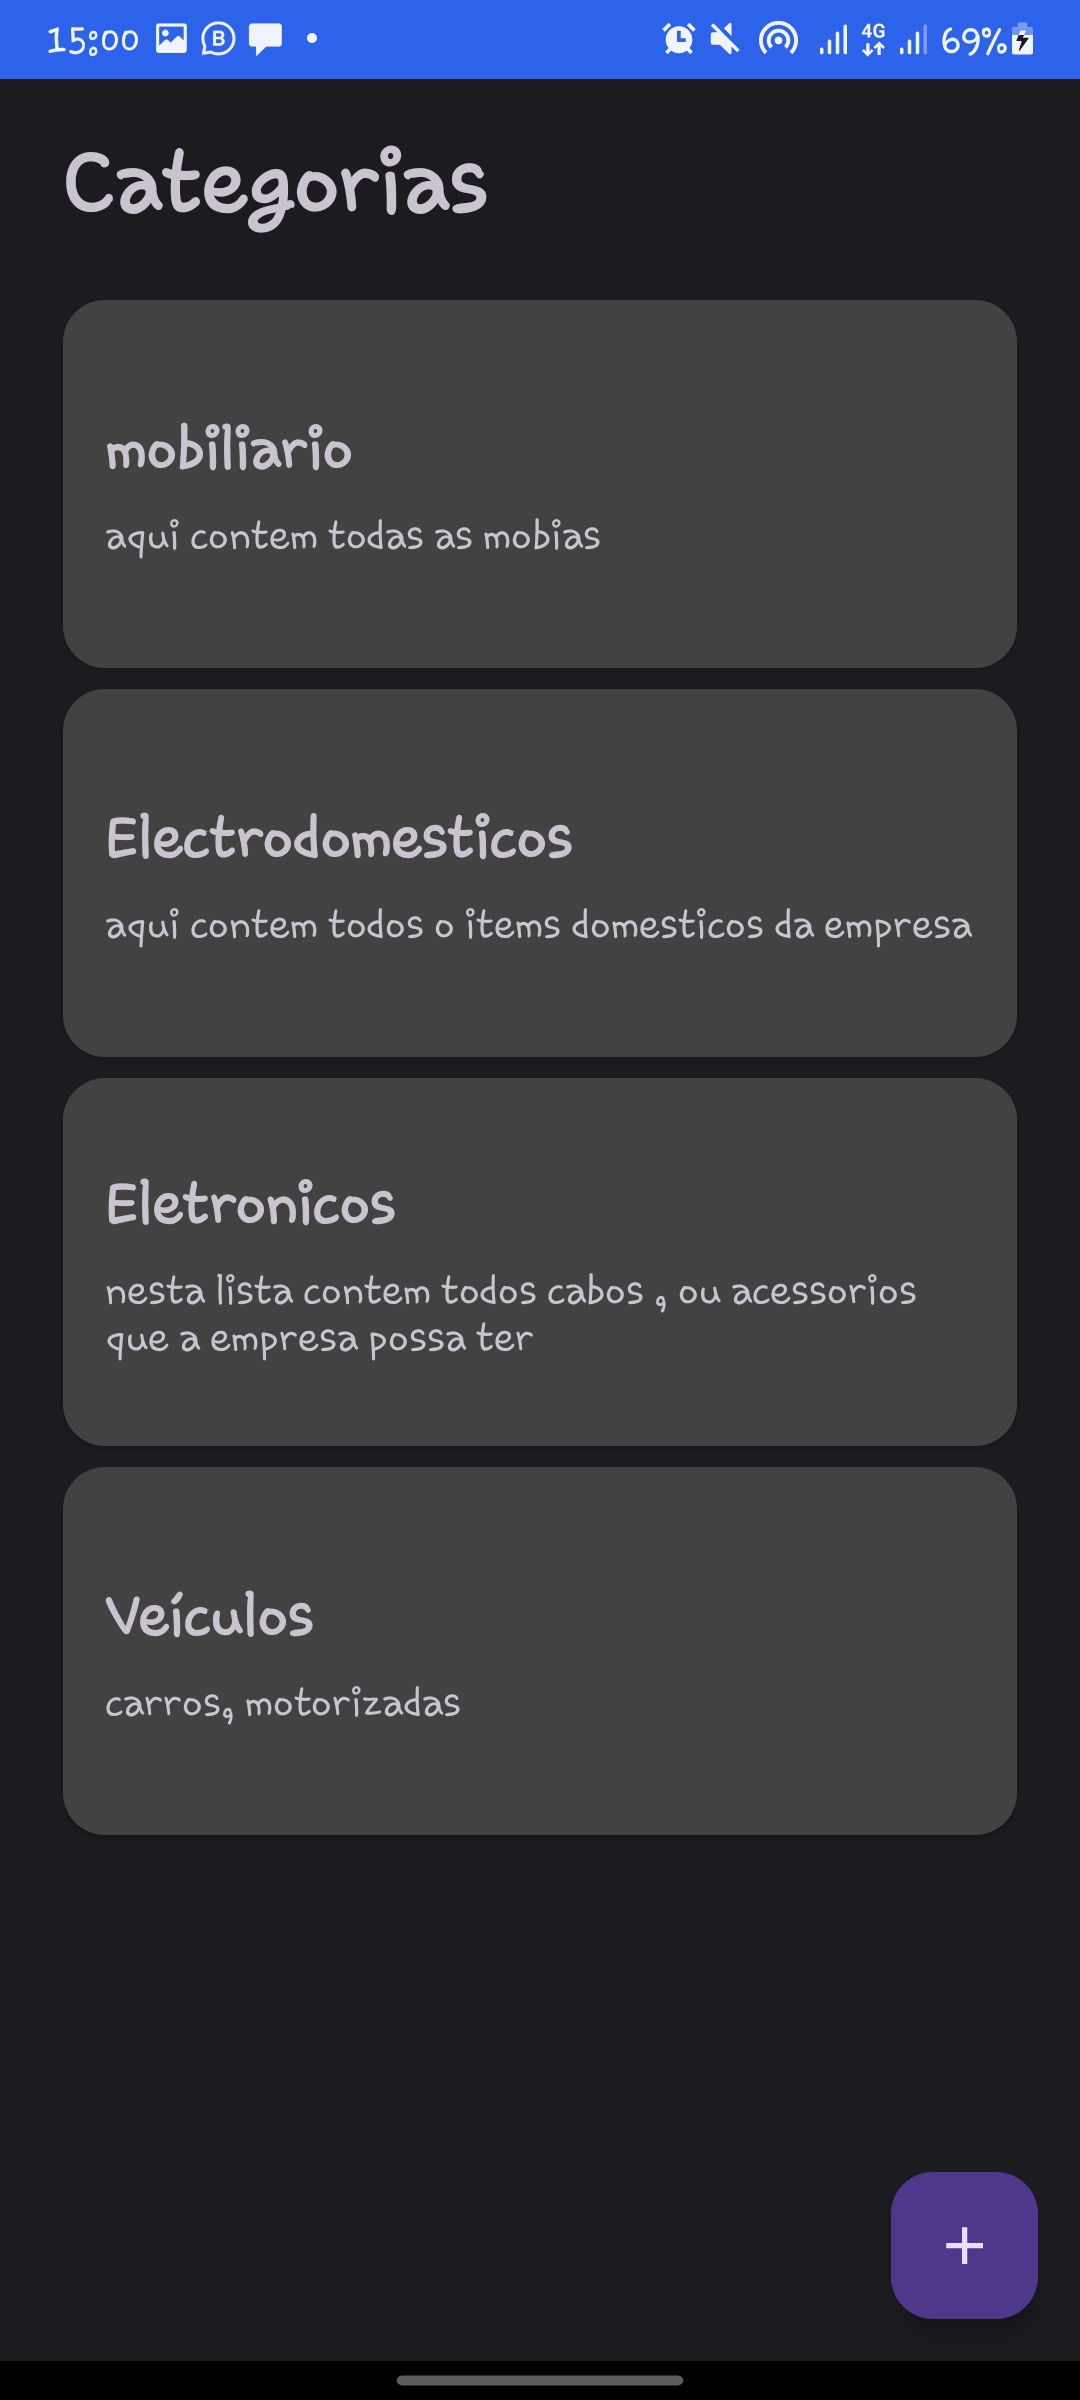 15:00 4G 69%
Categorias
mobiliario
aqui contem todas as mobias
Electrodomesticos
aqui contem todos o items domesticos da empresa
Eletronicos
nesta lista contem todos cabos , ou acessorios
que a empresa possa ter
Veículos
carros, motorizadas